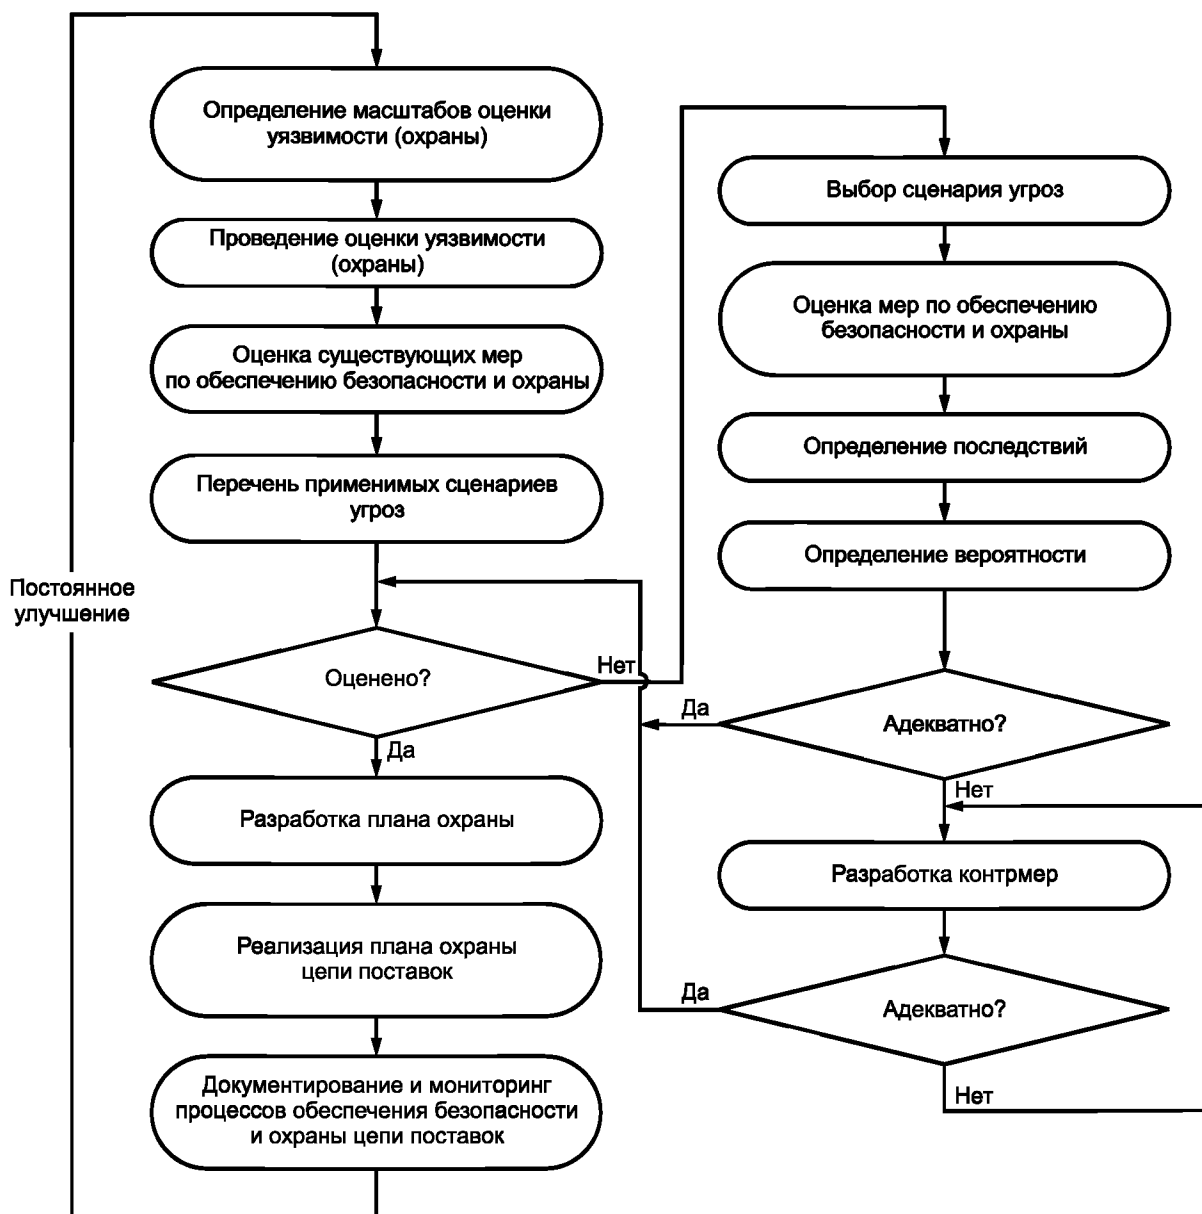 Определение масштабов оценки
уязвимости (охраны)
Проведение оценки уязвимости
(охраны)
Оценка существующих мер
по обеспечению безопасности и охраны
Перечень применимых сценариев
угроз
Постоянное
улучшение
Оценено?
Нет
Да
Разработка плана охраны
Реализация плана охраны
цепи поставок
Документирование и мониторинг
процессов обеспечения безопасности
и охраны цепи поставок
Выбор сценария угроз
Оценка мер по обеспечению
безопасности и охраны
Определение последствий
Определение вероятности
Да
Адекватно?
Нет
Разработка контрмер
Да
Адекватно?
Нет